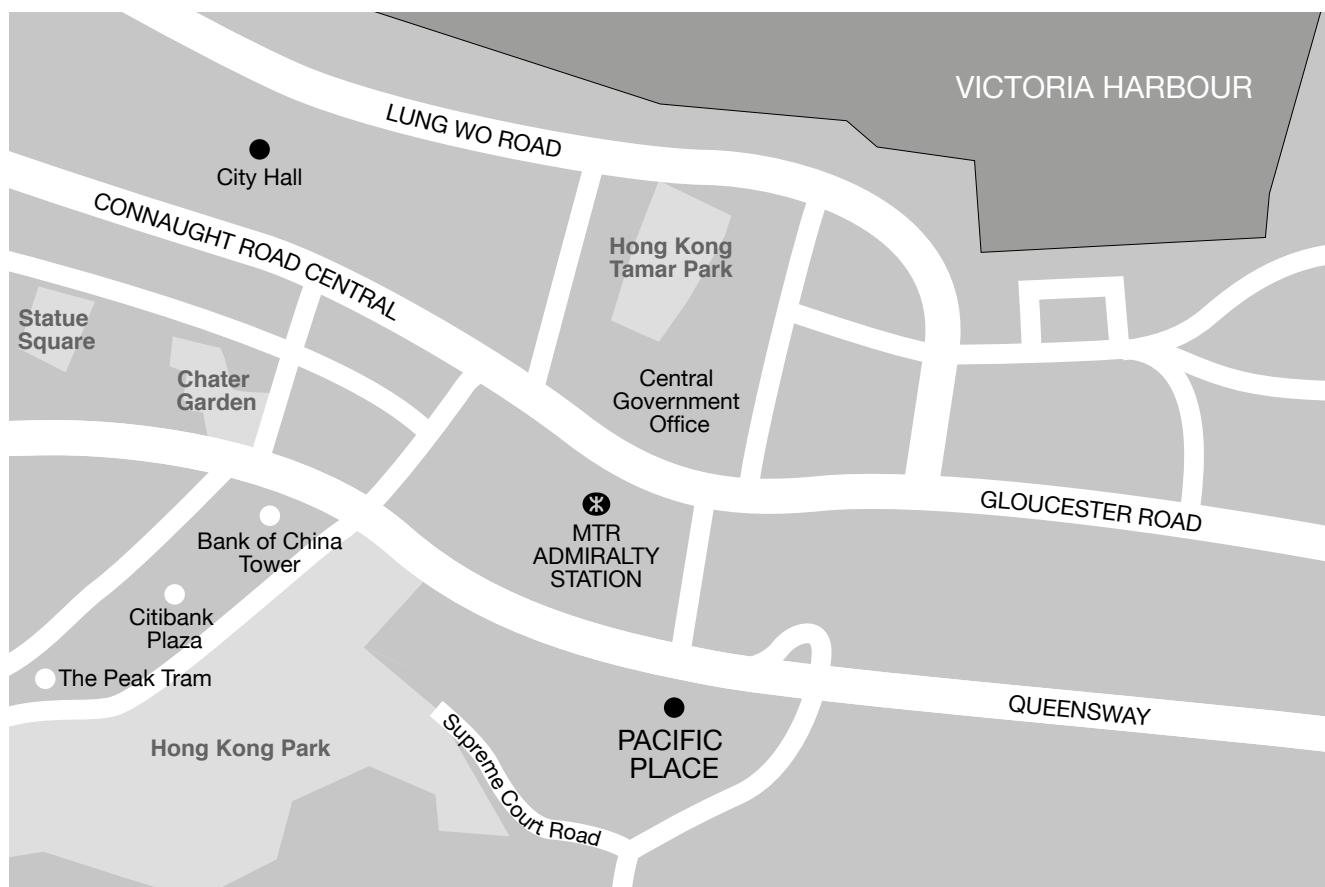 VICTORIA HARBOUR
LUNG WO ROAD
City Hall
CONNAUGHT ROAD CENTRAL
Hong Kong
Tamar Park
Statue
Square
Chater
Garden
Central
Government
Office
GLOUCESTER ROAD
MTR
ADMIRALTY
STATION
Bank of China
Tower
Citibank
Plaza
The Peak Tram
QUEENSWAY
Hong Kong Park
PACIFIC
PLACE
Supreme Court Road